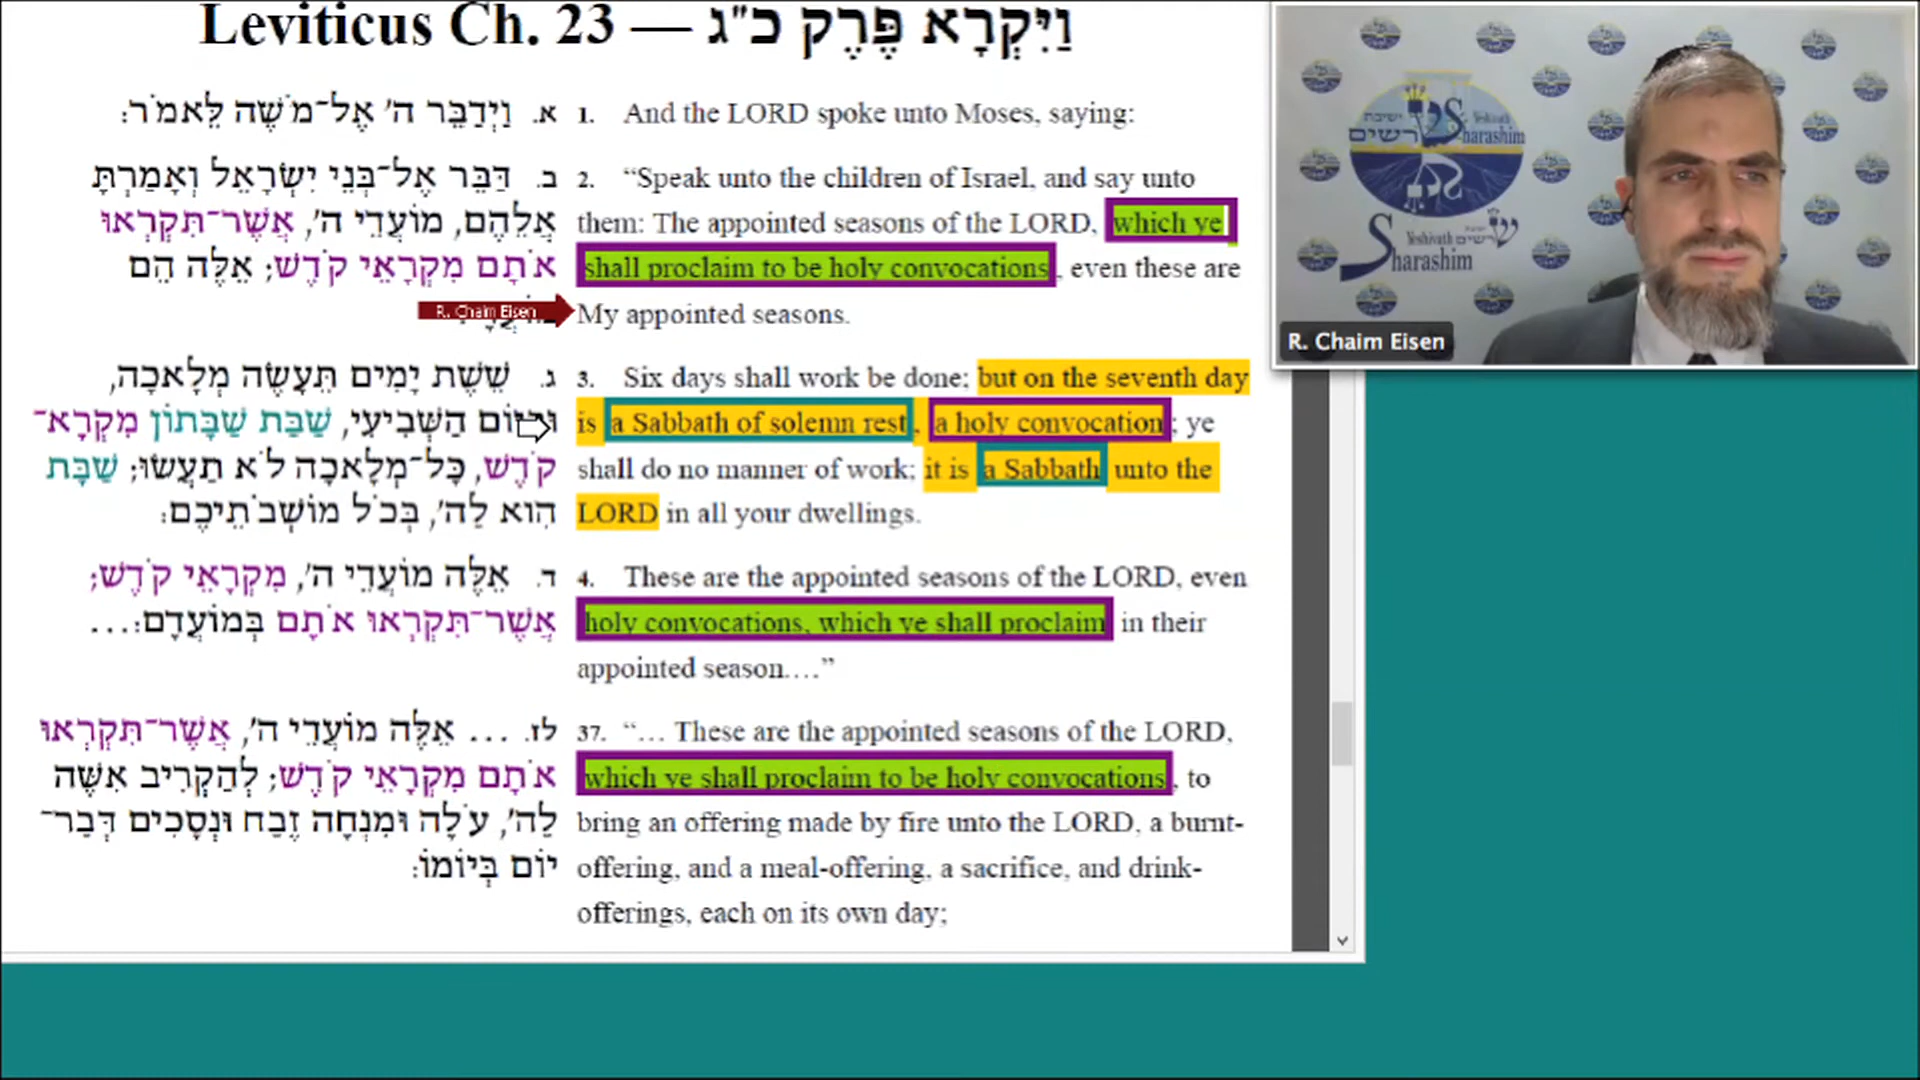 Leviticus Ch. 23 — וַיִּקְרָא פֶּרֶק כ"ג
א. וַיְדַבֵּר ה' אֶל־מֹשֶׁה לֵּאמֹר:
1. And the LORD spoke unto Moses, saying:
ב. דַּבֵּר אֶל־בְּנֵי יִשְׂרָאֵל וְאָמַרְתָּ
אֲלֵהֶם, מוֹעֲדֵי ה', אֲשֶׁר־תִּקְרְאוּ
אֹתָם מִקְרָאֵי קֹדֶשׁ; אֵלֶּה הֵם
2. “Speak unto the children of Israel, and say unto
them: The appointed seasons of the LORD, which ye
shall proclaim to be holy convocations, even these are
My appointed seasons.
R. Chaim Eisen
ג. שֵׁשֶׁת יָמִים תֵּעָשֶׂה מְלָאכָה,
וּבַיּוֹם הַשְּׁבִיעִי, שַׁבַּת שַׁבָּתוֹן מִקְרָא־
קֹדֶשׁ, כָּל־מְלָאכָה לֹא תַעֲשׂוּ; שַׁבָּת
הִוא לַה', בְּכֹל מוֹשְׁבֹתֵיכֶם:
3. Six days shall work be done; but on the seventh day
is a Sabbath of solemn rest, a holy convocation; ye
shall do no manner of work; it is a Sabbath unto the
LORD in all your dwellings.
ד. אֵלֶּה מוֹעֲדֵי ה', מִקְרָאֵי קֹדֶשׁ;
אֲשֶׁר־תִּקְרְאוּ אֹתָם בְּמוֹעֲדָם:...
4. These are the appointed seasons of the LORD, even
holy convocations, which ye shall proclaim in their
appointed season....”
לז. ... אֵלֶּה מוֹעֲדֵי ה', אֲשֶׁר־תִּקְרְאוּ
אֹתָם מִקְרָאֵי קֹדֶשׁ; לְהַקְרִיב אִשֶּׁה
לַה', עֹלָה וּמִנְחָה זֶבַח וּנְסָכִים דְּבַר־
יוֹם בְּיוֹמוֹ:
37. “... These are the appointed seasons of the LORD,
which ye shall proclaim to be holy convocations, to
bring an offering made by fire unto the LORD, a burnt-
offering, and a meal-offering, a sacrifice, and drink-
offerings, each on its own day;
ישיבת
שרשים
Yeshivath
Sharashim
Yeshivath
Sharashim
R. Chaim Eisen